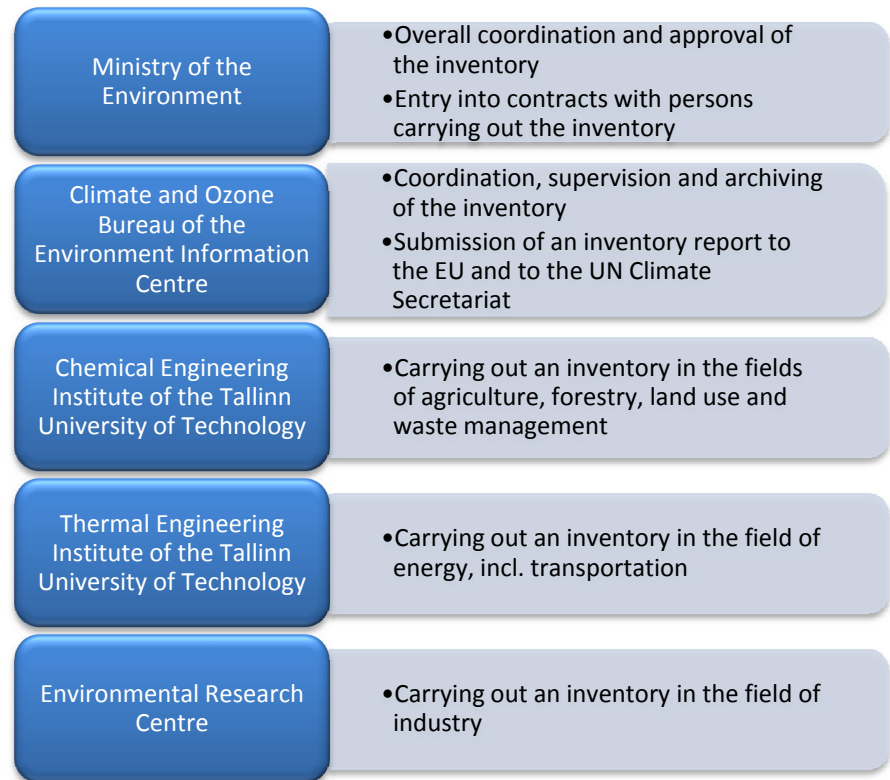 Ministry of the
Environment
•Overall coordination and approval of
the inventory
•Entry into contracts with persons
carrying out the inventory
Climate and Ozone
Bureau of the
Environment Information
Centre
•Coordination, supervision and archiving
of the inventory
•Submission of an inventory report to
the EU and to the UN Climate
Secretariat
Chemical Engineering
Institute of the Tallinn
University of Technology
•Carrying out an inventory in the fields
of agriculture, forestry, land use and
waste management
Thermal Engineering
Institute of the Tallinn
University of Technology
•Carrying out an inventory in the field of
energy, incl. transportation
Environmental Research
Centre
•Carrying out an inventory in the field of
industry